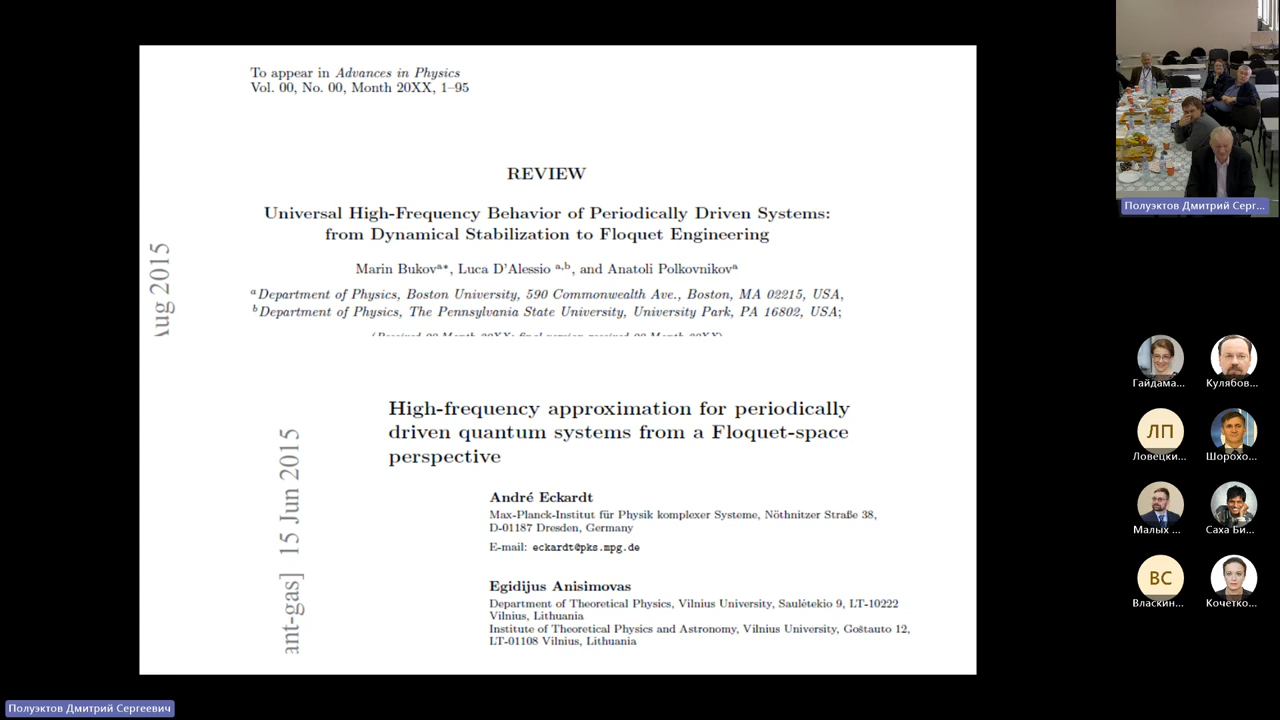 To appear in Advances in Physics
Vol. 00, No. 00, Month 20XX, 1–95
REVIEW
Universal High-Frequency Behavior of Periodically Driven Systems:
from Dynamical Stabilization to Floquet Engineering
Marin Bukovᵃ*, Luca D'Alessio ᵃ,ᵇ, and Anatoli Polkovnikovᵃ
ᵃDepartment of Physics, Boston University, 590 Commonwealth Ave., Boston, MA 02215, USA,
ᵇDepartment of Physics, The Pennsylvania State University, University Park, PA 16802, USA;
Aug 2015
High-frequency approximation for periodically
driven quantum systems from a Floquet-space
perspective
André Eckardt
Max-Planck-Institut für Physik komplexer Systeme, Nöthnitzer Straße 38,
D-01187 Dresden, Germany
E-mail: eckardt@pks.mpg.de
Egidijus Anisimovas
Department of Theoretical Physics, Vilnius University, Saulėtekio 9, LT-10222
Vilnius, Lithuania
Institute of Theoretical Physics and Astronomy, Vilnius University, Goštauto 12,
LT-01108 Vilnius, Lithuania
ant-gas] 15 Jun 2015
Полуэктов Дмитрий Серг...
Гайдама... Кулябов...
ЛП
Ловецки... Шорохо...
Малых ... Саха Би...
ВС
Власкин... Кочетко...
Полуэктов Дмитрий Сергеевич